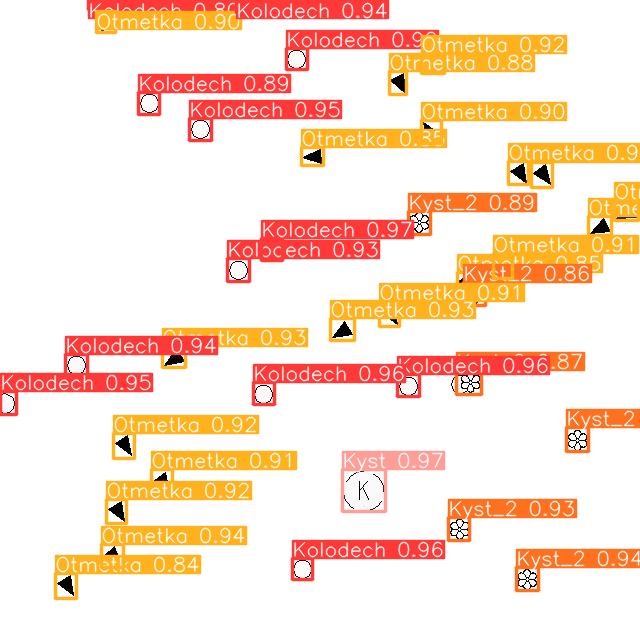 Kolodech 0.94
Otmetka 0.90
Kolodech 0.9
Otmetka 0.92
Otmetka 0.88
Kolodech 0.89
Kolodech 0.95
Otmetka 0.90
Otmetka 0.85
Otmetka 0.9
Kyst_2 0.89
Kolodech 0.97
Kolodech 0.93
Otmetka 0.91
Otmetka 0.85
Kyst_2 0.86
Otmetka 0.91
Otmetka 0.93
Otmetka 0.93
Kolodech 0.94
Kolodech 0.96
Kolodech 0.96
0.87
Kolodech 0.95
Kyst_2
Otmetka 0.92
Otmetka 0.91
Kyst 0.97
K
Otmetka 0.92
Kyst_2 0.93
Otmetka 0.94
Kolodech 0.96
Otmetka 0.84
Kyst_2 0.94